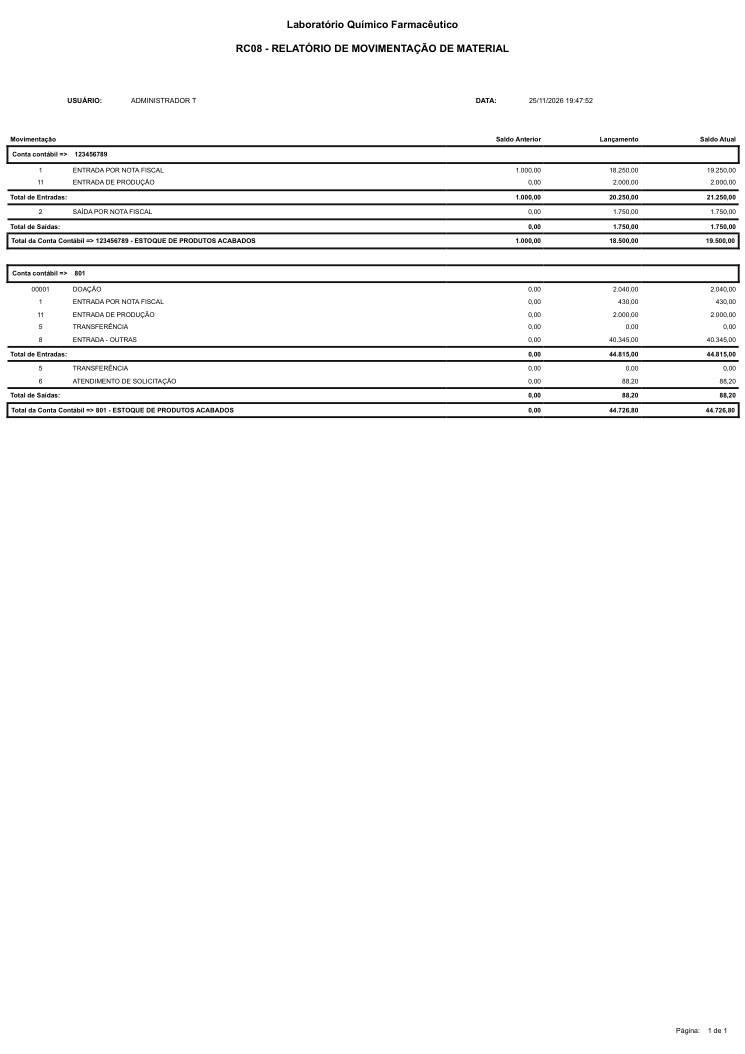 Laboratório Químico Farmacêutico
RC08 - RELATÓRIO DE MOVIMENTAÇÃO DE MATERIAL
USUÁRIO: ADMINISTRADOR T DATA: 25/11/2026 19:47:52
Movimentação Saldo Anterior Lançamento Saldo Atual
Conta contábil => 123456789
1 ENTRADA POR NOTA FISCAL 1.000,00 18.250,00 19.250,00
11 ENTRADA DE PRODUÇÃO 0,00 2.000,00 2.000,00
Total de Entradas: 1.000,00 20.250,00 21.250,00
2 SAÍDA POR NOTA FISCAL 0,00 1.750,00 1.750,00
Total de Saídas: 0,00 1.750,00 1.750,00
Total da Conta Contábil => 123456789 - ESTOQUE DE PRODUTOS ACABADOS 1.000,00 18.500,00 19.500,00
Conta contábil => 801
00001 DOAÇÃO 0,00 2.040,00 2.040,00
1 ENTRADA POR NOTA FISCAL 0,00 430,00 430,00
11 ENTRADA DE PRODUÇÃO 0,00 2.000,00 2.000,00
5 TRANSFERÊNCIA 0,00 0,00 0,00
8 ENTRADA - OUTRAS 0,00 40.345,00 40.345,00
Total de Entradas: 0,00 44.815,00 44.815,00
5 TRANSFERÊNCIA 0,00 0,00 0,00
6 ATENDIMENTO DE SOLICITAÇÃO 0,00 88,20 88,20
Total de Saídas: 0,00 88,20 88,20
Total da Conta Contábil => 801 - ESTOQUE DE PRODUTOS ACABADOS 0,00 44.726,80 44.726,80
Página: 1 de 1